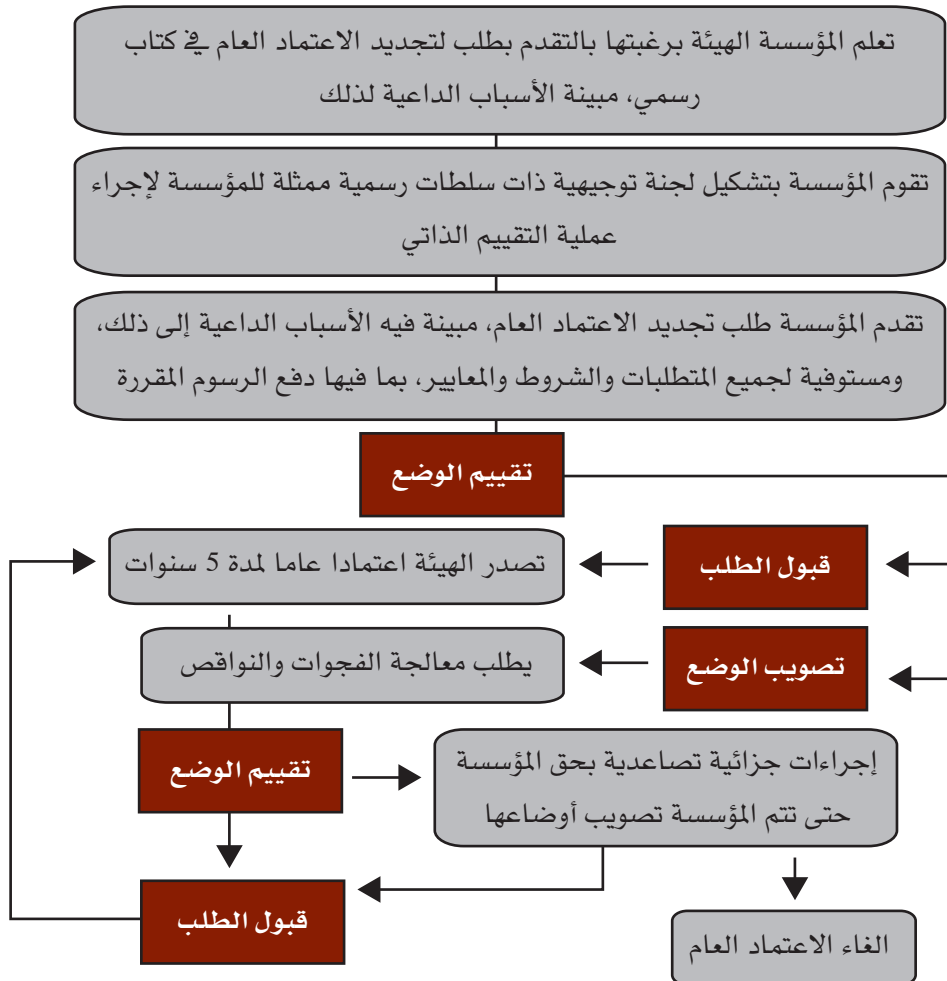 تعلم المؤسسة الهيئة برغبتها بالتقدم بطلب لتجديد الاعتماد العام في كتاب
رسمي، مبينة الأسباب الداعية لذلك
تقوم المؤسسة بتشكيل لجنة توجيهية ذات سلطات رسمية ممثلة للمؤسسة لإجراء
عملية التقييم الذاتي
تقدم المؤسسة طلب تجديد الاعتماد العام، مبينة فيه الأسباب الداعية إلى ذلك،
ومستوفية لجميع المتطلبات والشروط والمعايير، بما فيها دفع الرسوم المقررة
تقييم الوضع
قبول الطلب
تصدر الهيئة اعتمادا عاما لمدة 5 سنوات
تصويب الوضع
يطلب معالجة الفجوات والنواقص
تقييم الوضع
إجراءات جزائية تصاعدية بحق المؤسسة
حتى تتم المؤسسة تصويب أوضاعها
قبول الطلب
الغاء الاعتماد العام